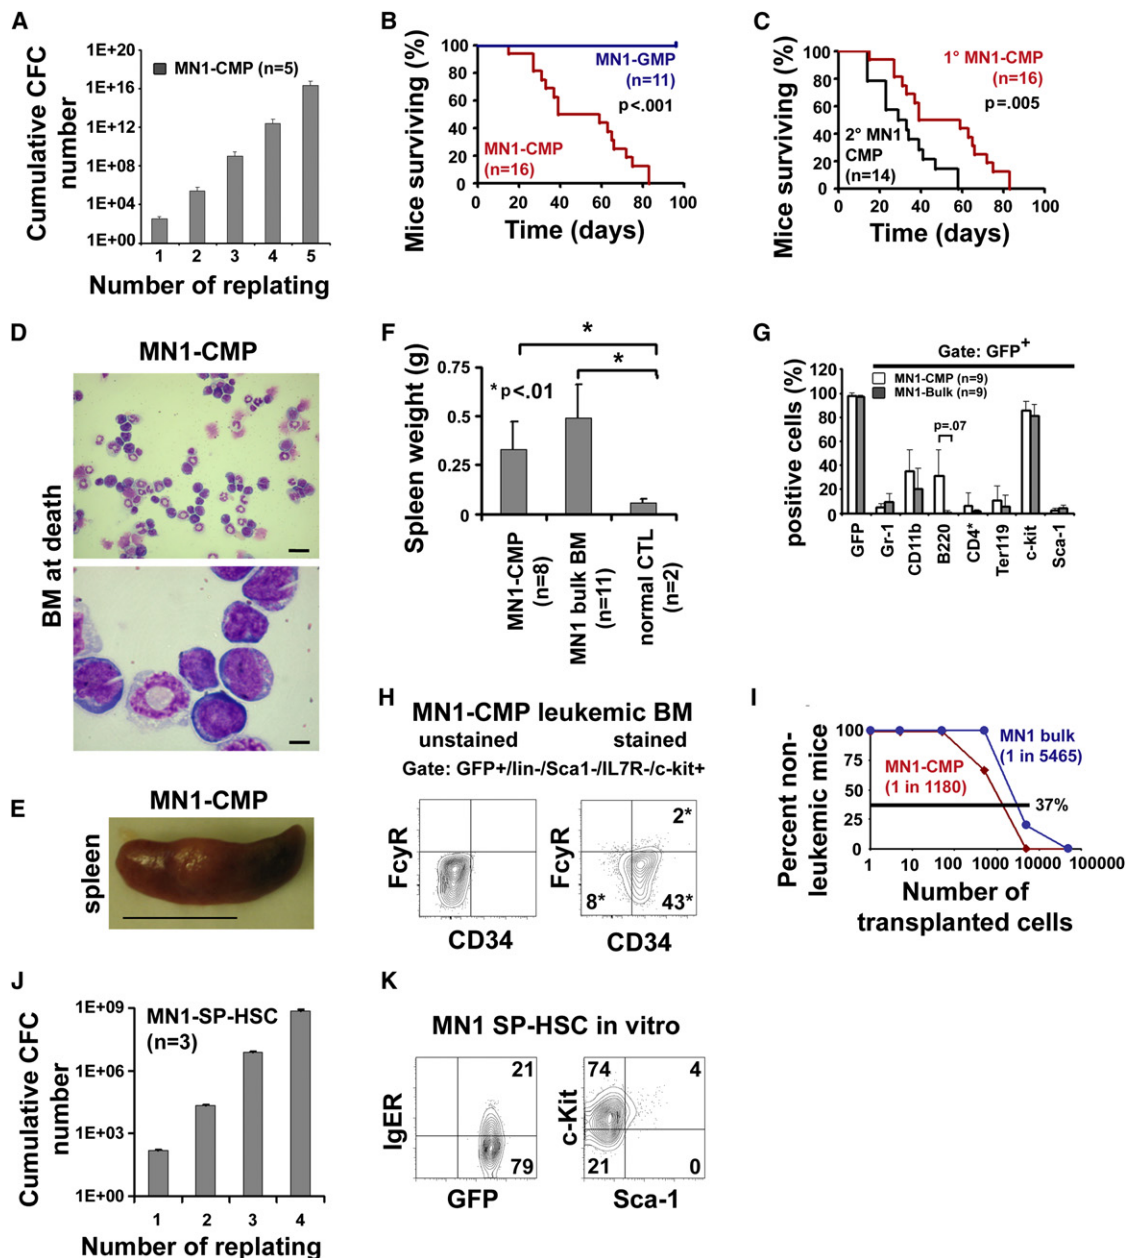 A
Cumulative CFC
number
1E+20
1E+16
1E+12
1E+08
1E+04
1E+00
MN1-CMP (n=5)
1 2 3 4 5
Number of replating
B
Mice surviving (%)
100
80
60
40
20
0
MN1-GMP
(n=11)
p<.001
MN1-CMP
(n=16)
0 20 40 60 80 100
Time (days)
C
Mice surviving (%)
100
80
60
40
20
0
1° MN1-CMP
(n=16)
p=.005
2° MN1
CMP
(n=14)
0 20 40 60 80 100
Time (days)
D
MN1-CMP
BM at death
E
MN1-CMP
spleen
F
Spleen weight (g)
0.75
0.5
0.25
0
*
*
*p<.01
MN1-CMP
(n=8)
MN1 bulk BM
(n=11)
normal CTL
(n=2)
G
Gate: GFP+
positive cells (%)
120
100
80
60
40
20
0
MN1-CMP (n=9)
MN1-Bulk (n=9)
p=.07
GFP
Gr-1
CD11b
B220
CD4*
Ter119
c-kit
Sca-1
H
MN1-CMP leukemic BM
unstained stained
Gate: GFP+/lin-/Sca1-/IL7R-/c-kit+
FcγR
CD34
FcγR
2*
8* 43*
CD34
I
Percent non-
leukemic mice
100
75
50
25
0
MN1 bulk
(1 in 5465)
MN1-CMP
(1 in 1180)
37%
1 10 100 1000 10000 100000
Number of
transplanted cells
J
Cumulative CFC
number
1E+09
1E+06
1E+03
1E+00
MN1-SP-HSC
(n=3)
1 2 3 4
Number of replating
K
MN1 SP-HSC in vitro
IgER
21
79
GFP
c-Kit
74 4
21 0
Sca-1